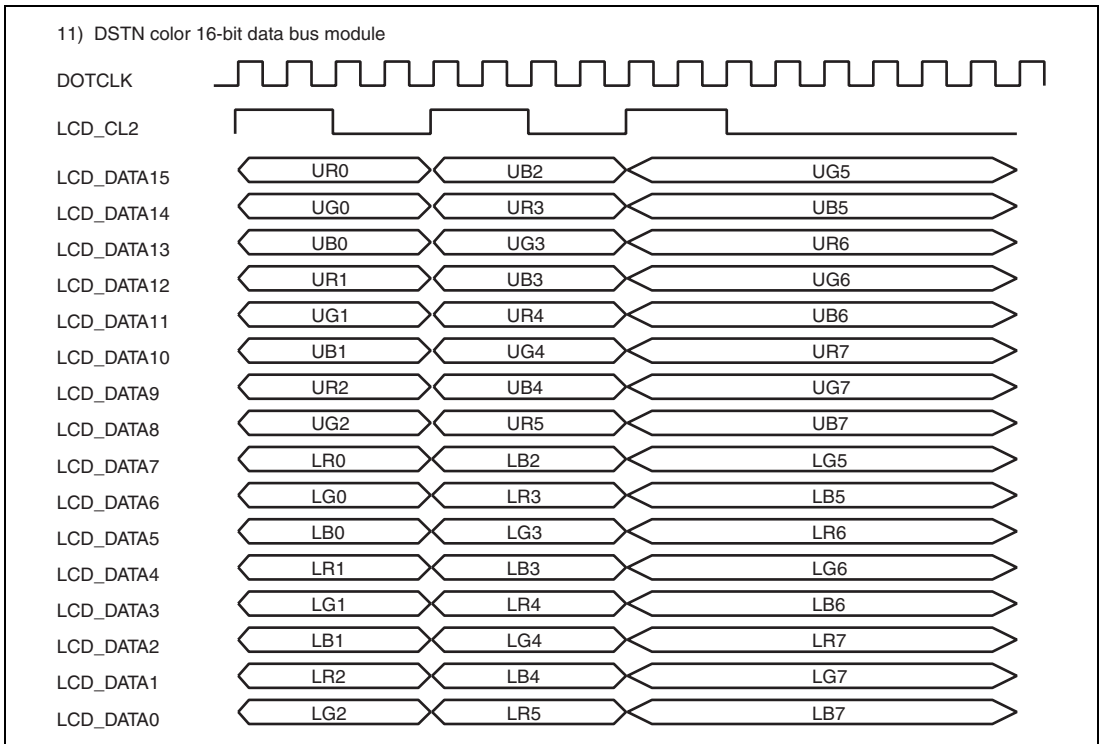 11) DSTN color 16-bit data bus module
DOTCLK
LCD_CL2
LCD_DATA15 UR0 UB2 UG5
LCD_DATA14 UG0 UR3 UB5
LCD_DATA13 UB0 UG3 UR6
LCD_DATA12 UR1 UB3 UG6
LCD_DATA11 UG1 UR4 UB6
LCD_DATA10 UB1 UG4 UR7
LCD_DATA9 UR2 UB4 UG7
LCD_DATA8 UG2 UR5 UB7
LCD_DATA7 LR0 LB2 LG5
LCD_DATA6 LG0 LR3 LB5
LCD_DATA5 LB0 LG3 LR6
LCD_DATA4 LR1 LB3 LG6
LCD_DATA3 LG1 LR4 LB6
LCD_DATA2 LB1 LG4 LR7
LCD_DATA1 LR2 LB4 LG7
LCD_DATA0 LG2 LR5 LB7